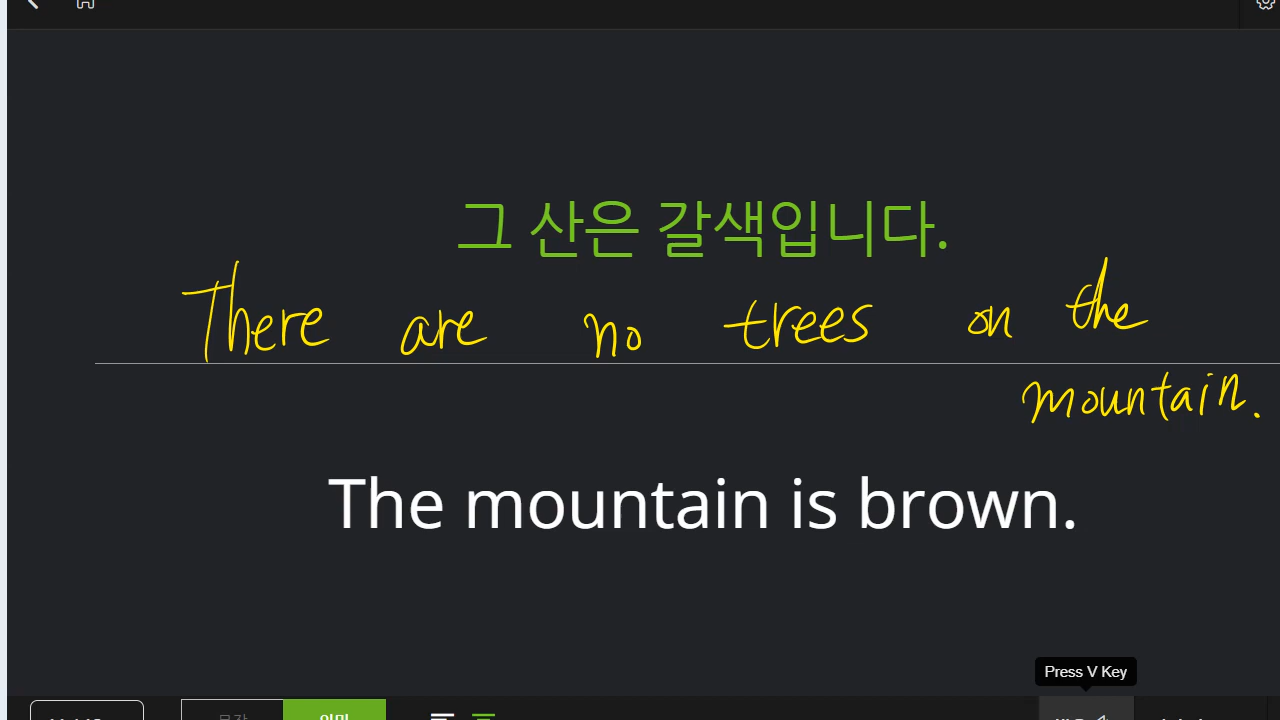 그 산은 갈색입니다.
There are no trees on the
mountain.
The mountain is brown.
Press V Key